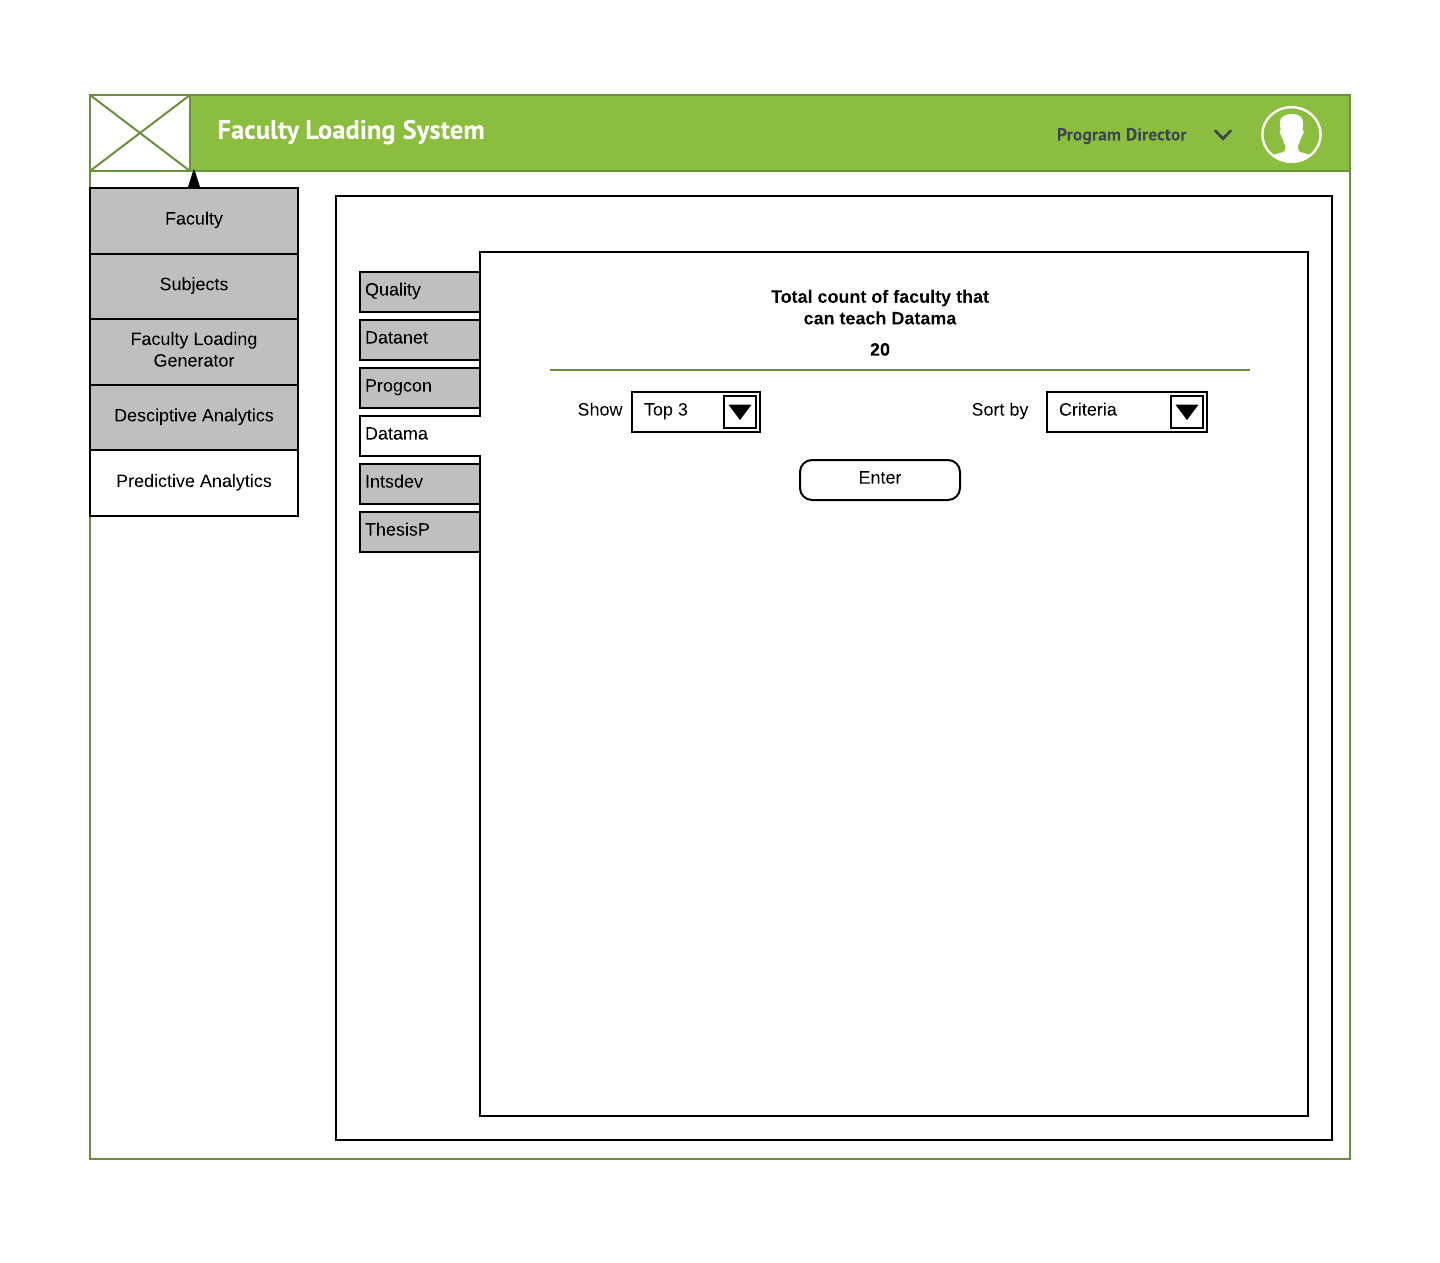 Faculty Loading System
Program Director
Faculty
Subjects
Faculty Loading
Generator
Desciptive Analytics
Predictive Analytics
Quality
Datanet
Progcon
Datama
Intsdev
ThesisP
Total count of faculty that
can teach Datama
20
Show Top 3 Sort by Criteria
Enter